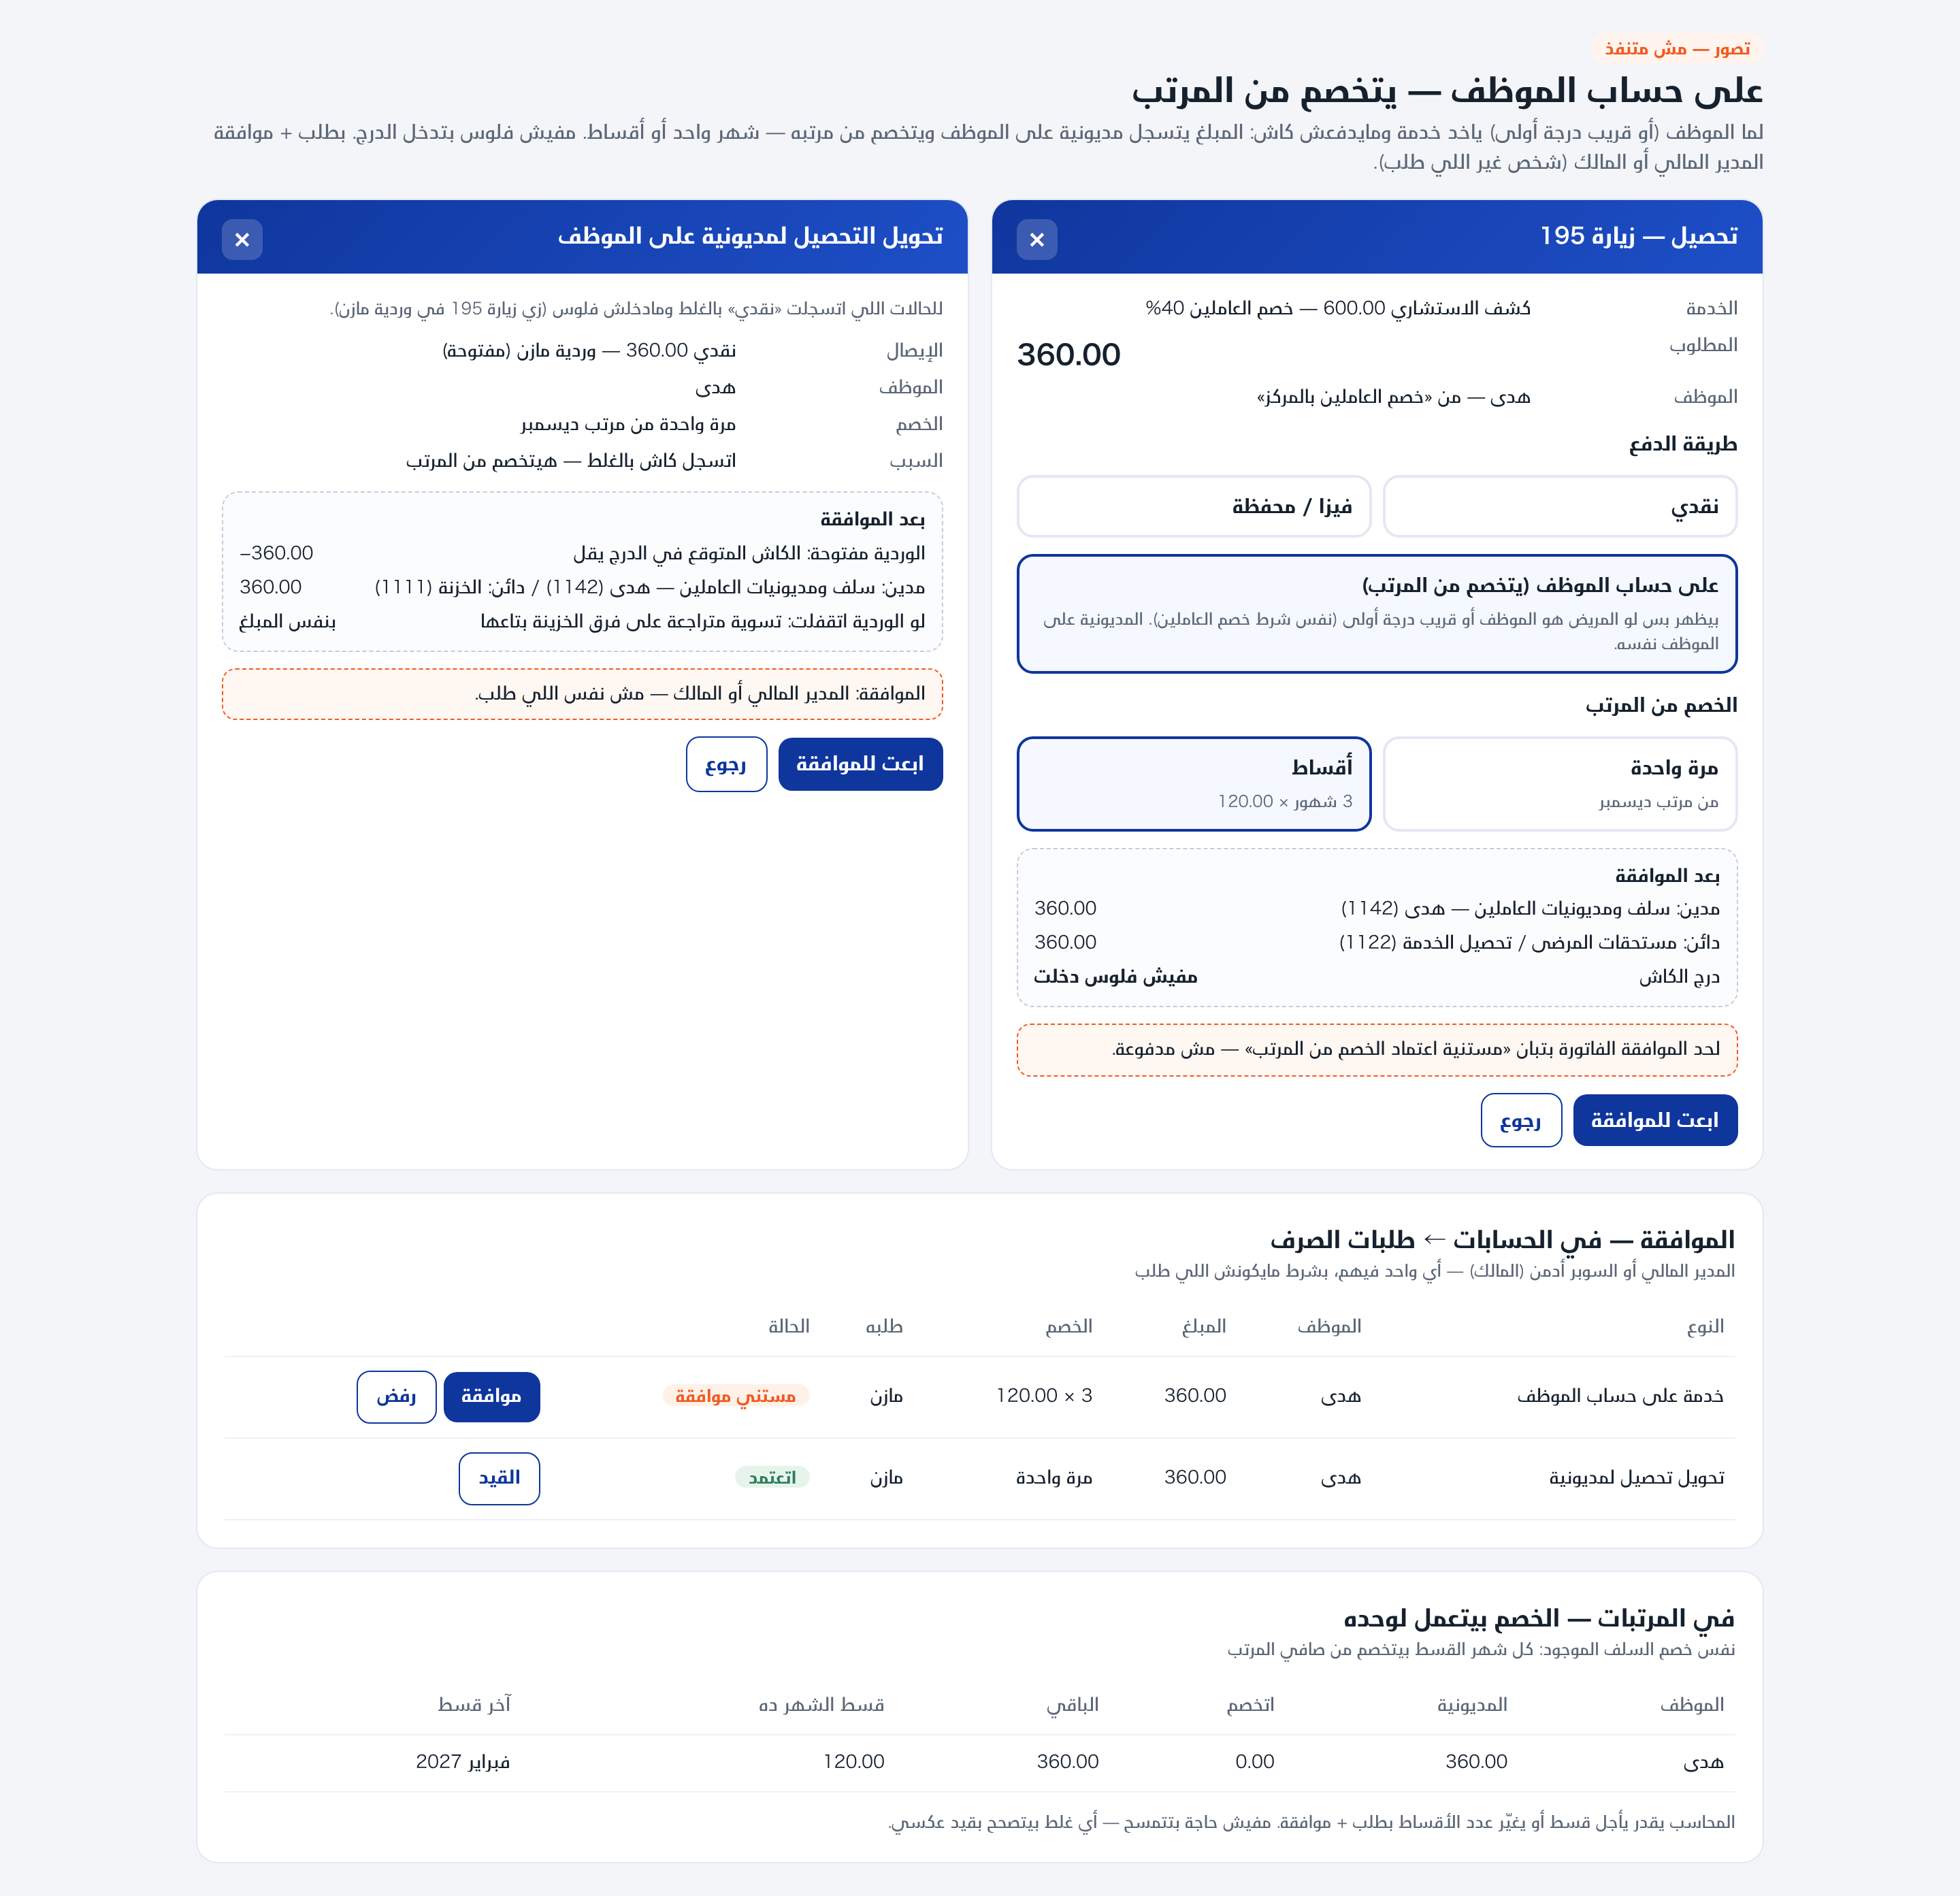 تصور — مش متنفذ
على حساب الموظف — يتخصم من المرتب
لما الموظف (أو قريب درجة أولى) ياخد خدمة ومايدفعش كاش: المبلغ يتسجل مديونية على الموظف ويتخصم من مرتبه — شهر واحد أو أقساط. مفيش فلوس بتدخل الدرج. بطلب + موافقة
المدير المالي أو المالك (شخص غير اللي طلب).
تحصيل — زيارة 195
×
الخدمة
كشف الاستشاري 600.00 — خصم العاملين 40%
المطلوب
360.00
الموظف
هدى — من «خصم العاملين بالمركز»
طريقة الدفع
نقدي
فيزا / محفظة
على حساب الموظف (يتخصم من المرتب)
بيظهر بس لو المريض هو الموظف أو قريب درجة أولى (نفس شرط خصم العاملين). المديونية على
الموظف نفسه.
الخصم من المرتب
مرة واحدة
من مرتب ديسمبر
أقساط
3 شهور × 120.00
بعد الموافقة
مدين: سلف ومديونيات العاملين — هدى (1142)
360.00
دائن: مستحقات المرضى / تحصيل الخدمة (1122)
360.00
درج الكاش
مفيش فلوس دخلت
لحد الموافقة الفاتورة بتبان «مستنية اعتماد الخصم من المرتب» — مش مدفوعة.
ابعت للموافقة
رجوع
تحويل التحصيل لمديونية على الموظف
×
للحالات اللي اتسجلت «نقدي» بالغلط ومادخلش فلوس (زي زيارة 195 في وردية مازن).
الإيصال
نقدي 360.00 — وردية مازن (مفتوحة)
الموظف
هدى
الخصم
مرة واحدة من مرتب ديسمبر
السبب
اتسجل كاش بالغلط — هيتخصم من المرتب
بعد الموافقة
الوردية مفتوحة: الكاش المتوقع في الدرج يقل
−360.00
مدين: سلف ومديونيات العاملين — هدى (1142) / دائن: الخزنة (1111)
360.00
لو الوردية اتقفلت: تسوية متراجعة على فرق الخزينة بتاعها
بنفس المبلغ
الموافقة: المدير المالي أو المالك — مش نفس اللي طلب.
ابعت للموافقة
رجوع
الموافقة — في الحسابات ← طلبات الصرف
المدير المالي أو السوبر أدمن (المالك) — أي واحد فيهم، بشرط مايكونش اللي طلب
النوع
الموظف
المبلغ
الخصم
طلبه
الحالة
خدمة على حساب الموظف
هدى
360.00
3 × 120.00
مازن
مستني موافقة
موافقة
رفض
تحويل تحصيل لمديونية
هدى
360.00
مرة واحدة
مازن
اتعتمد
القيد
في المرتبات — الخصم بيتعمل لوحده
نفس خصم السلف الموجود: كل شهر القسط بيتخصم من صافي المرتب
الموظف
المديونية
اتخصم
الباقي
قسط الشهر ده
آخر قسط
هدى
360.00
0.00
360.00
120.00
فبراير 2027
المحاسب يقدر يأجل قسط أو يغيّر عدد الأقساط بطلب + موافقة. مفيش حاجة بتتمسح — أي غلط بيتصحح بقيد عكسي.